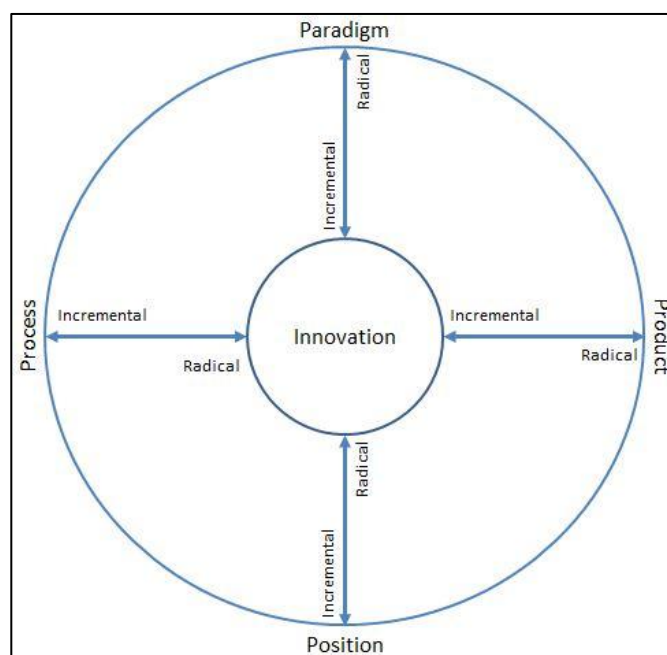 Paradigm
Radical
Incremental
Process
Incremental
Radical
Innovation
Incremental
Radical
Product
Radical
Incremental
Position